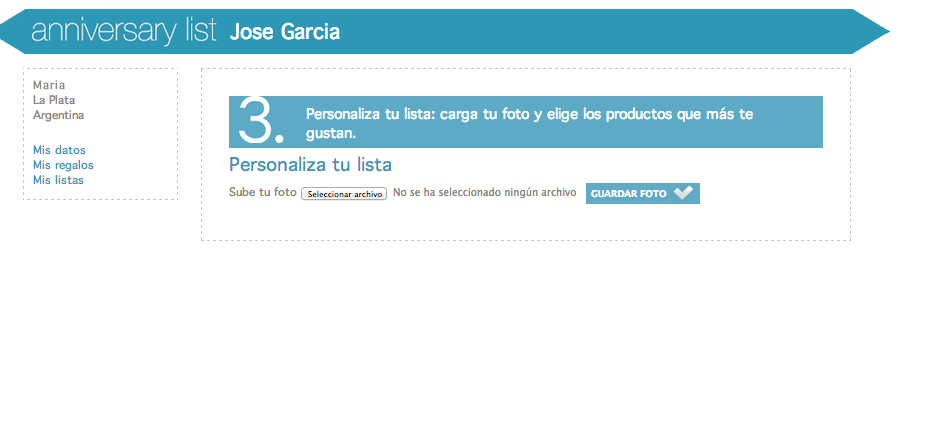 anniversary list Jose Garcia
Maria
La Plata
Argentina
Mis datos
Mis regalos
Mis listas
3.
Personaliza tu lista: carga tu foto y elige los productos que más te
gustan.
Personaliza tu lista
Sube tu foto Seleccionar archivo No se ha seleccionado ningún archivo GUARDAR FOTO